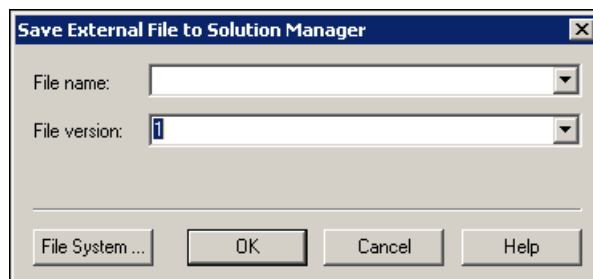 Save External File to Solution Manager
File name:
File version: 1
File System ... OK Cancel Help